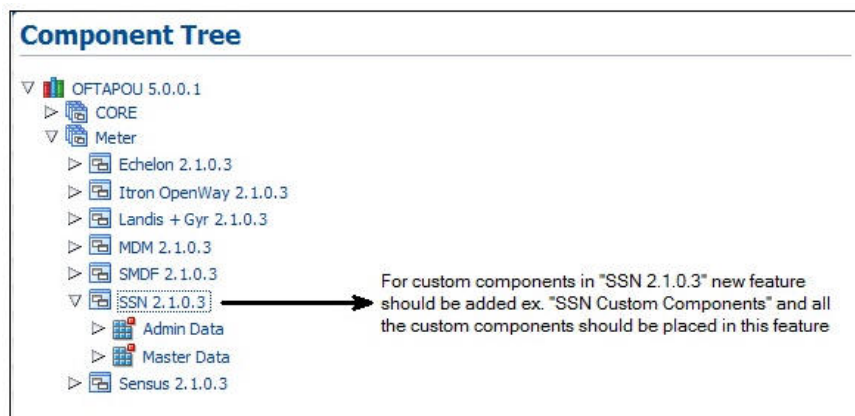 Component Tree
OFTAPOU 5.0.0.1
CORE
Meter
Echelon 2.1.0.3
Itron OpenWay 2.1.0.3
Landis + Gyr 2.1.0.3
MDM 2.1.0.3
SMDF 2.1.0.3
SSN 2.1.0.3
For custom components in "SSN 2.1.0.3" new feature
should be added ex. "SSN Custom Components" and all
the custom components should be placed in this feature
Admin Data
Master Data
Sensus 2.1.0.3